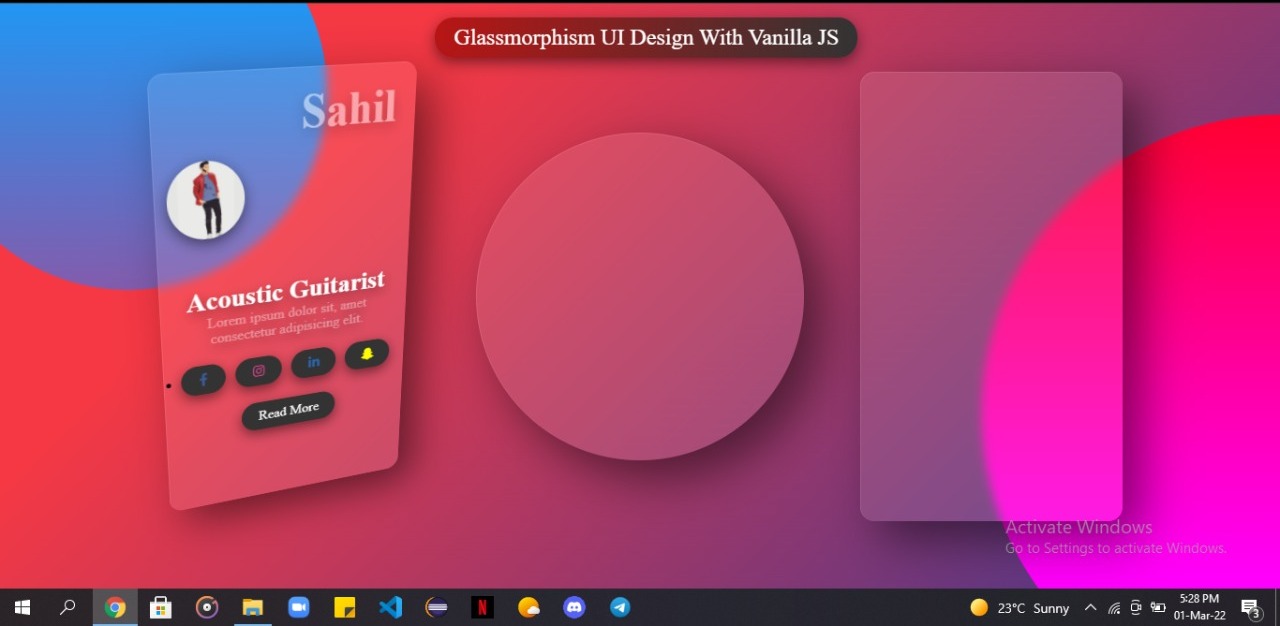 Glassmorphism UI Design With Vanilla JS
Sahil
Acoustic Guitarist
Lorem ipsum dolor sit, amet
consectetur adipisicing elit.
Read More
Activate Windows
Go to Settings to activate Windows.
23°C Sunny
5:28 PM
01-Mar-22
3